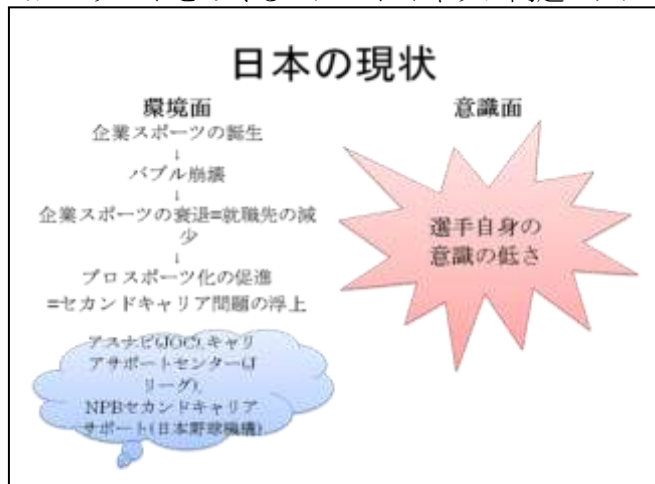 日本の現状
環境面
企業スポーツの誕生
↓
バブル崩壊
↓
企業スポーツの衰退=就職先の減
少
↓
プロスポーツ化の促進
=セカンドキャリア問題の浮上
アスナビ(JOC),キャリ
アサポートセンター(J
リーグ),
NPBセカンドキャリア
サポート(日本野球機構)
意識面
選手自身の
意識の低さ